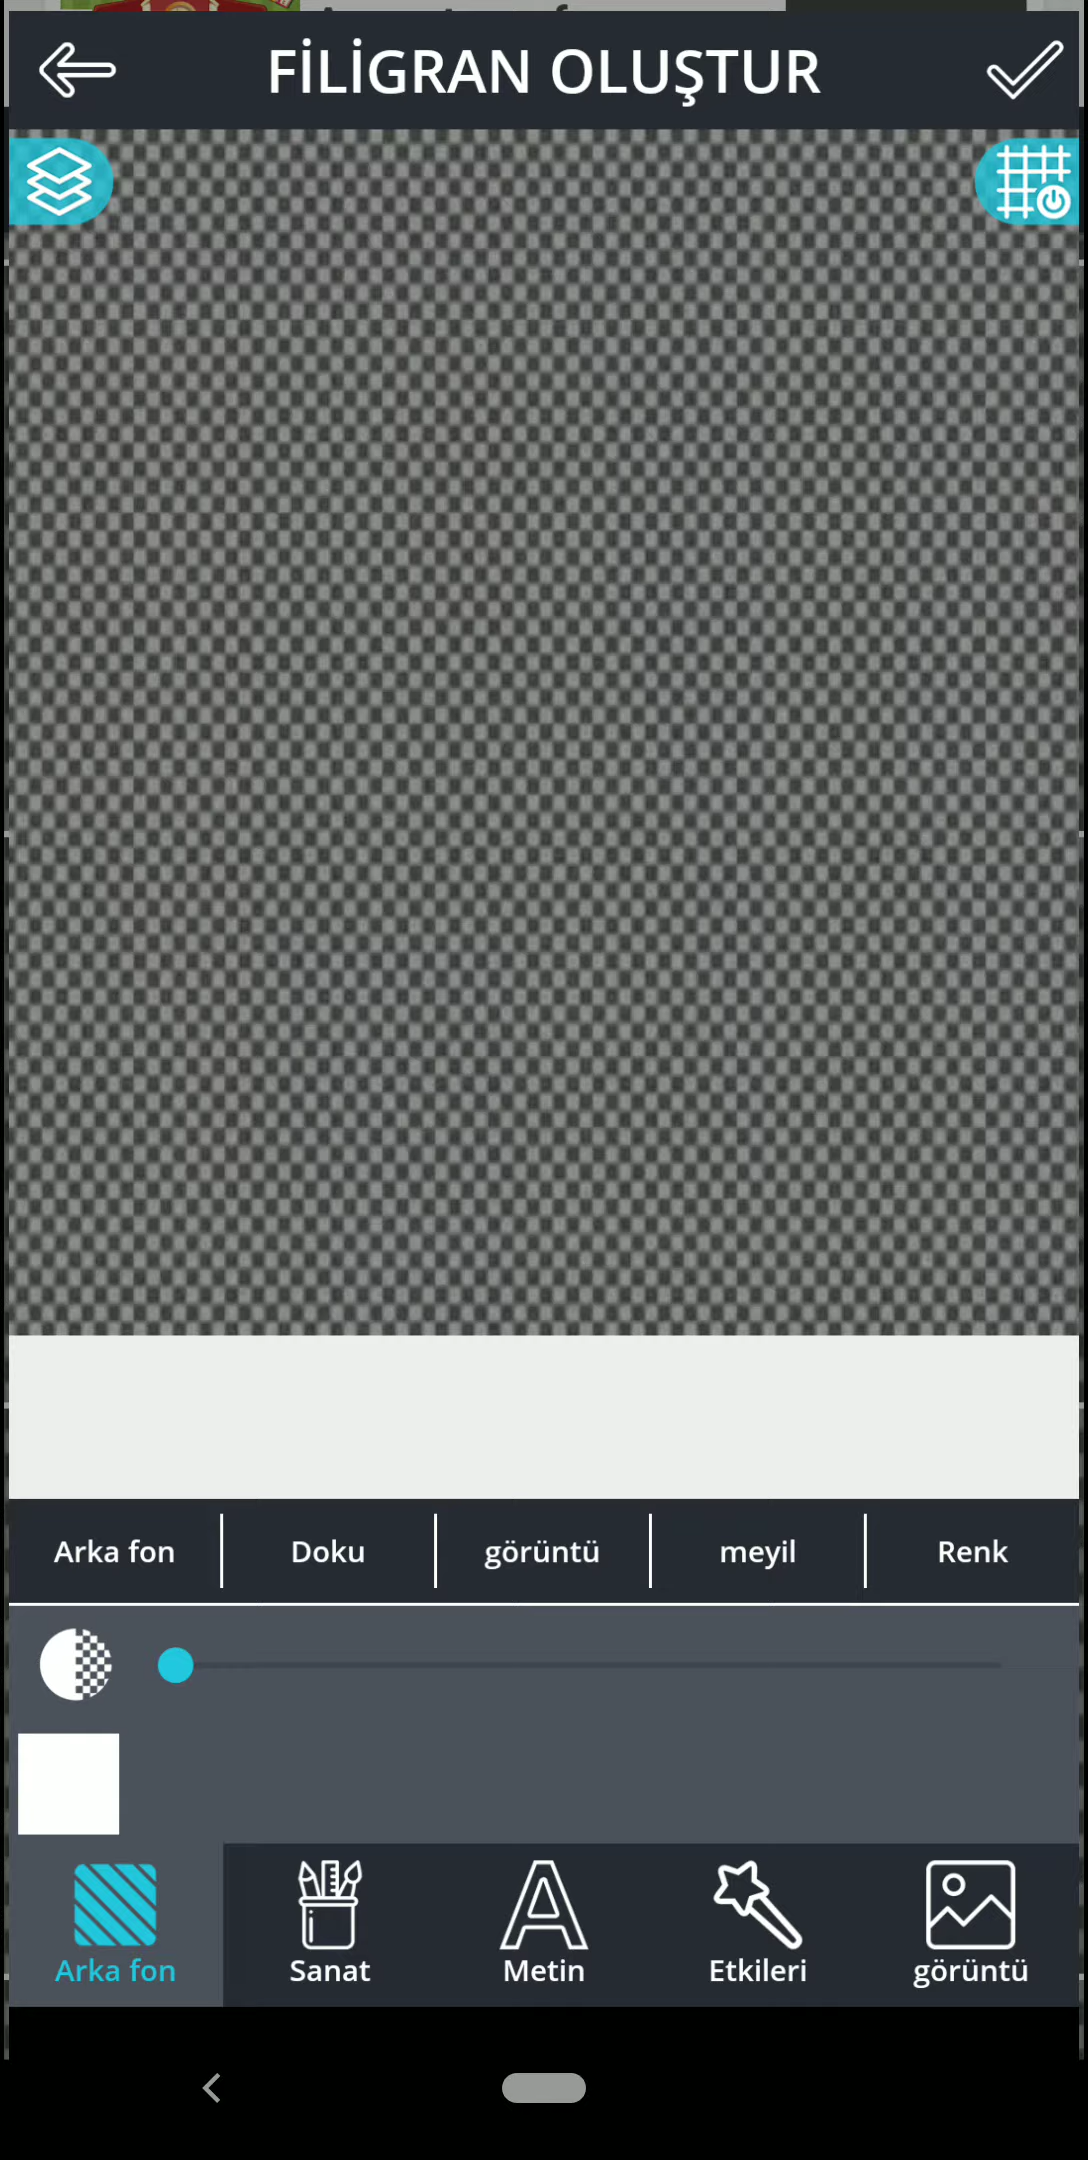 FİLİGRAN OLUŞTUR
Arka fon
Doku
görüntü
meyil
Renk
Arka fon
Sanat
Metin
Etkileri
görüntü